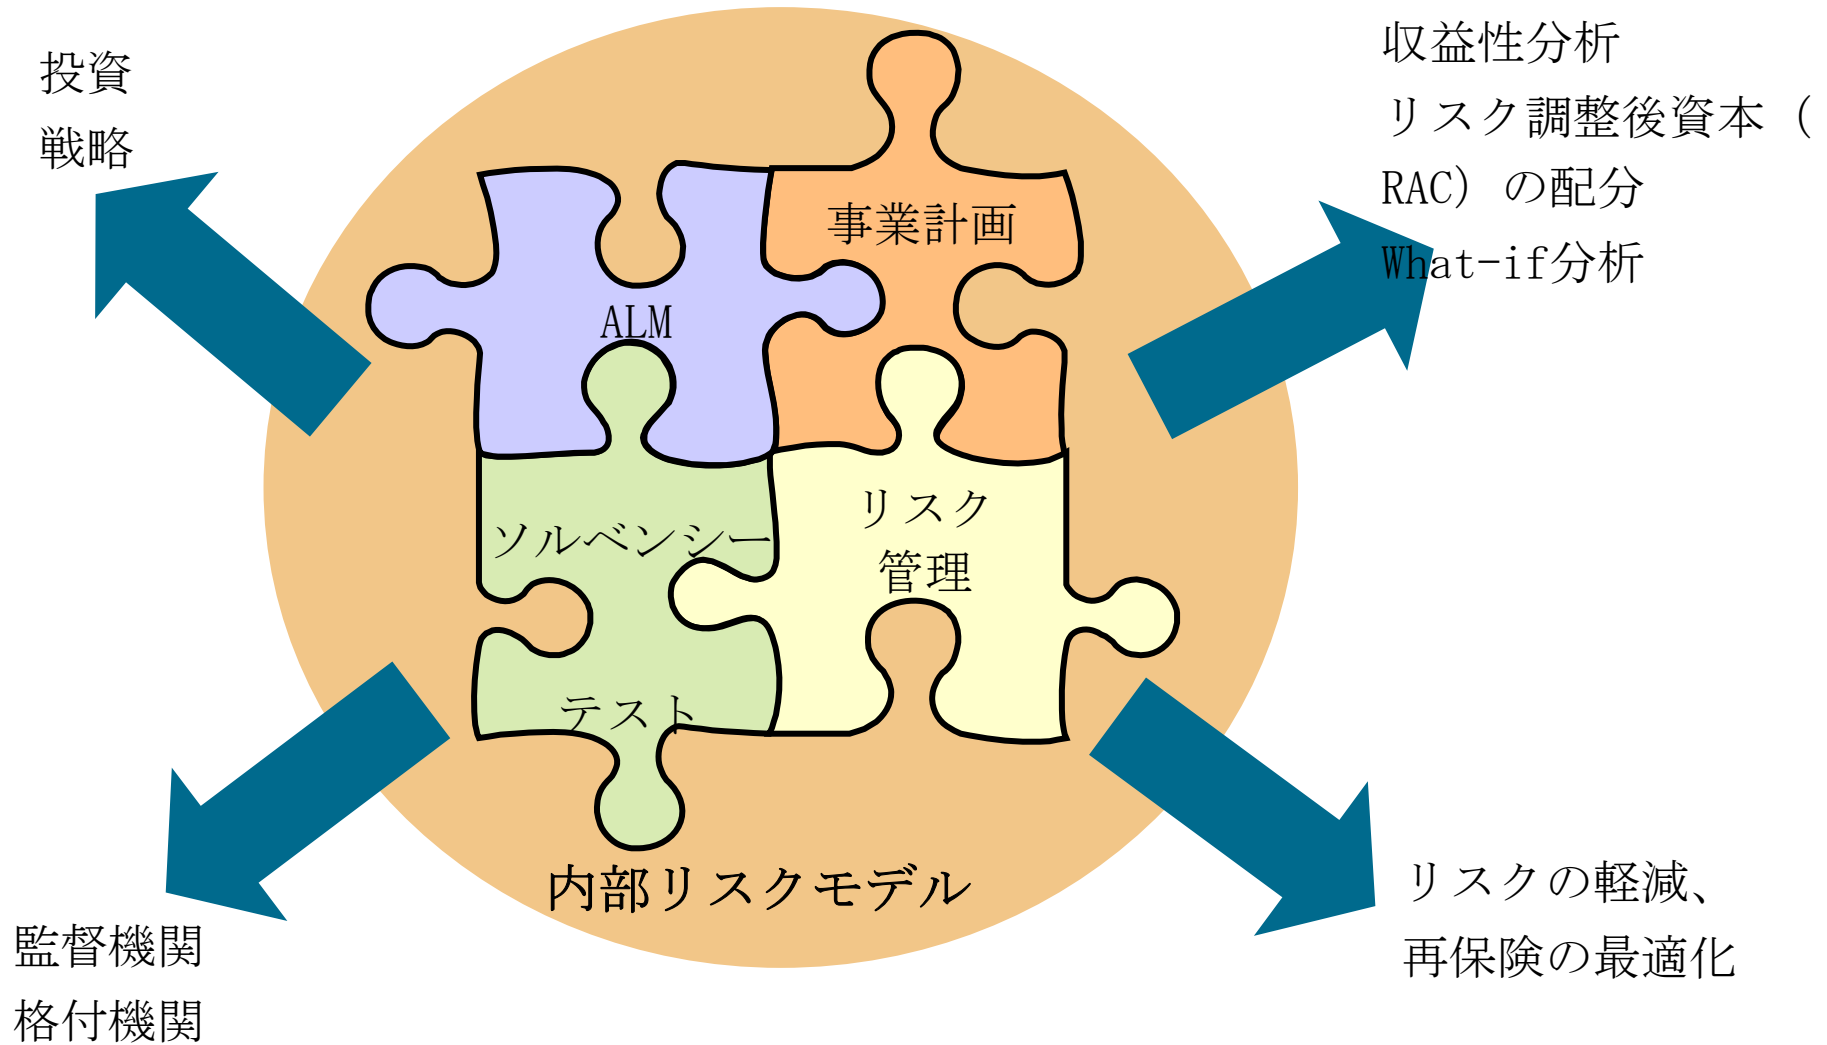 投資
戦略
収益性分析
リスク調整後資本（
RAC）の配分
What-if分析
事業計画
ALM
リスク
管理
ソルベンシー
テスト
内部リスクモデル
監督機関
格付機関
リスクの軽減、
再保険の最適化